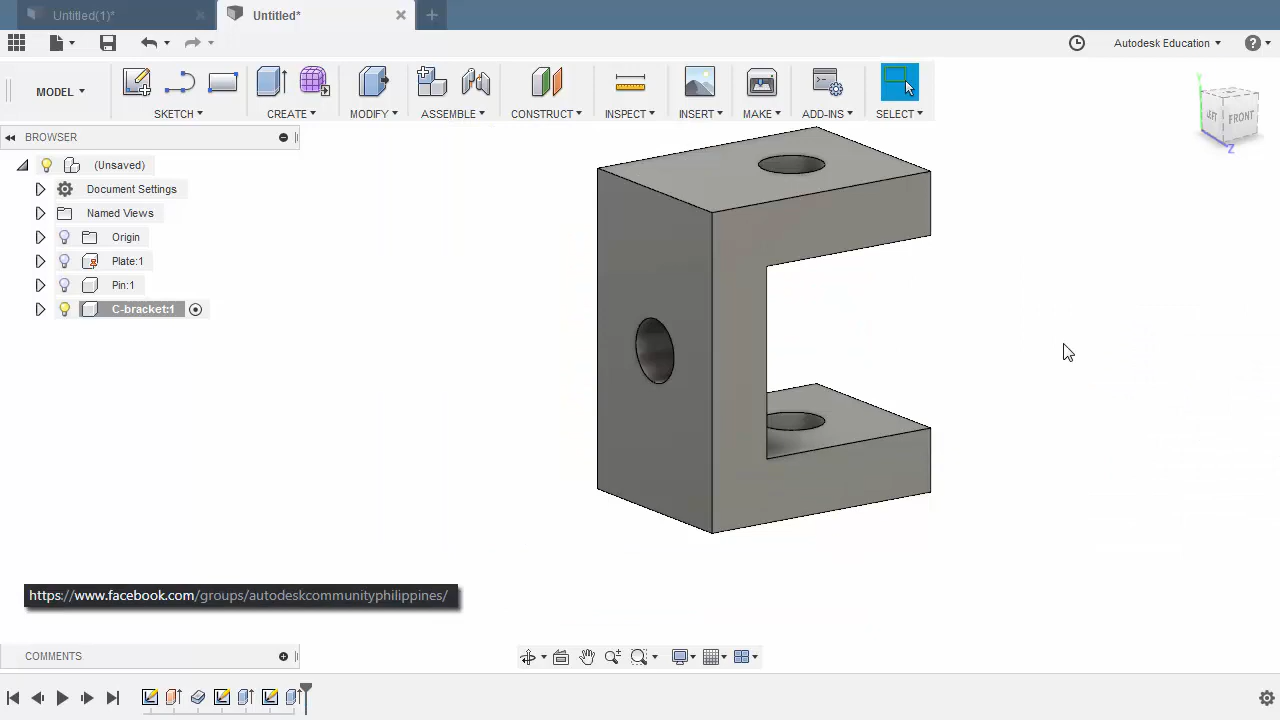 Untitled(1)*
Untitled*
Autodesk Education
MODEL
SKETCH
CREATE
MODIFY
ASSEMBLE
CONSTRUCT
INSPECT
INSERT
MAKE
ADD-INS
SELECT
LEFT
FRONT
Y
Z
BROWSER
(Unsaved)
Document Settings
Named Views
Origin
Plate:1
Pin:1
C-bracket:1
https://www.facebook.com/groups/autodeskcommunityphilippines/
COMMENTS